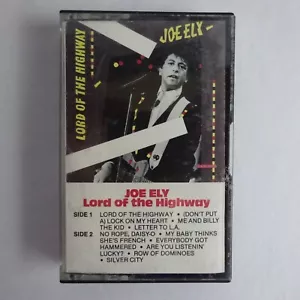 LORD OF THE HIGHWAY
JOE ELY
JOE ELY
Lord of the Highway
SIDE 1 LORD OF THE HIGHWAY • (DON'T PUT
A) LOCK ON MY HEART • ME AND BILLY
THE KID • LETTER TO L.A.
SIDE 2 NO ROPE, DAISY-O • MY BABY THINKS
SHE'S FRENCH • EVERYBODY GOT
HAMMERED • ARE YOU LISTENIN'
LUCKY? • ROW OF DOMINOES
• SILVER CITY